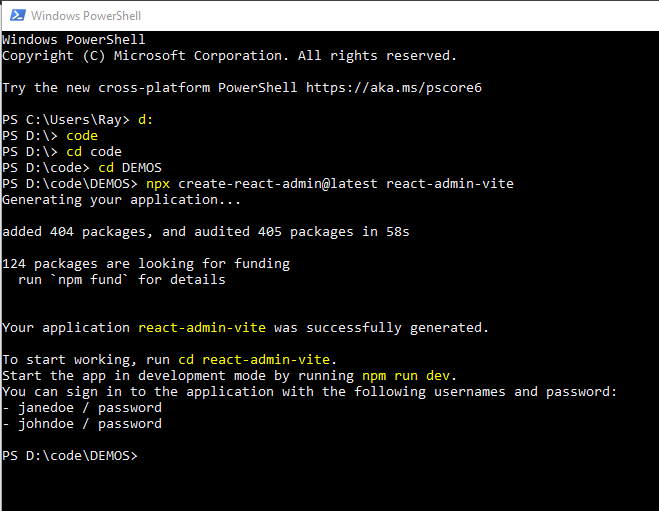 Windows PowerShell
Windows PowerShell
Copyright (C) Microsoft Corporation. All rights reserved.
Try the new cross-platform PowerShell https://aka.ms/pscore6
PS C:\Users\Ray> d:
PS D:\> code
PS D:\> cd code
PS D:\code> cd DEMOS
PS D:\code\DEMOS> npx create-react-admin@latest react-admin-vite
Generating your application...
added 404 packages, and audited 405 packages in 58s
124 packages are looking for funding
  run `npm fund` for details
Your application react-admin-vite was successfully generated.
To start working, run cd react-admin-vite.
Start the app in development mode by running npm run dev.
You can sign in to the application with the following usernames and password:
- janedoe / password
- johndoe / password
PS D:\code\DEMOS>